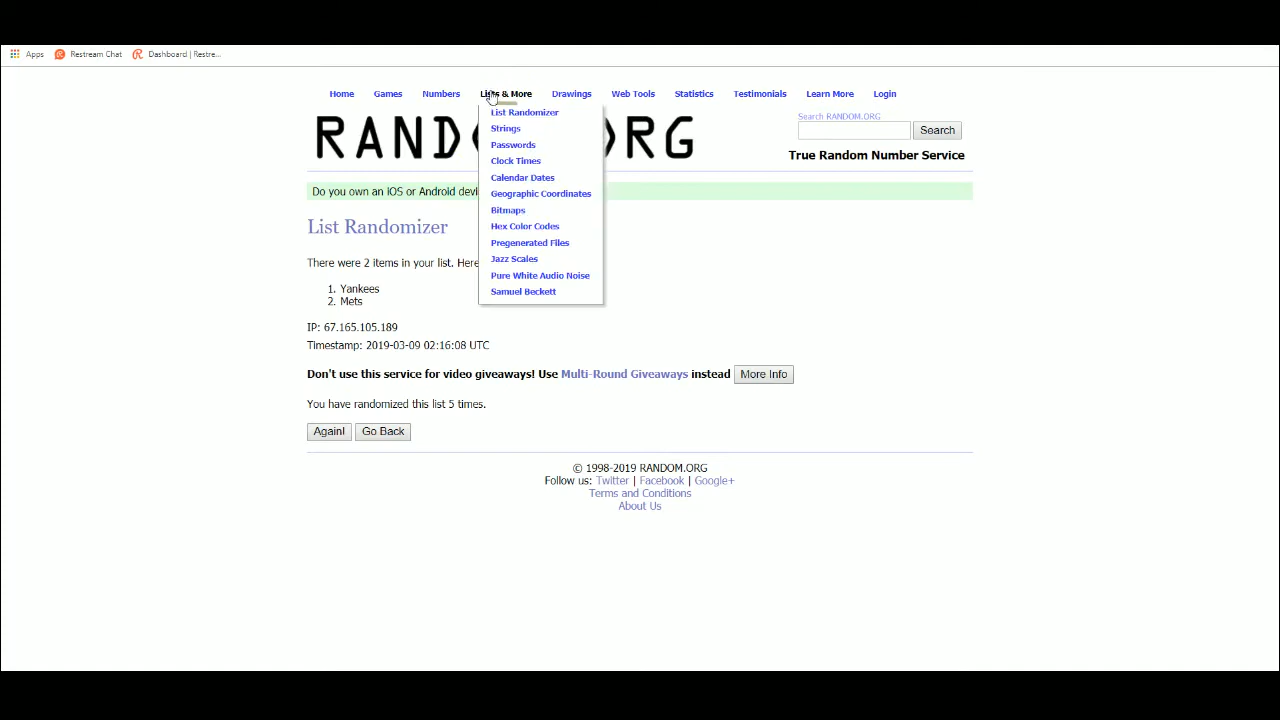 Apps Restream Chat Dashboard | Restre...
Home Games Numbers Lists & More Drawings Web Tools Statistics Testimonials Learn More Login
List Randomizer
Strings
Passwords
Clock Times
Calendar Dates
Geographic Coordinates
Bitmaps
Hex Color Codes
Pregenerated Files
Jazz Scales
Pure White Audio Noise
Samuel Beckett
Search RANDOM.ORG
Search
True Random Number Service
Do you own an iOS or Android
List Randomizer
There were 2 items in your list.
1. Yankees
2. Mets
IP: 67.165.105.189
Timestamp: 2019-03-09 02:16:08 UTC
Don't use this service for video giveaways! Use Multi-Round Giveaways instead More Info
You have randomized this list 5 times.
Again! Go Back
© 1998-2019 RANDOM.ORG
Follow us: Twitter | Facebook | Google+
Terms and Conditions
About Us